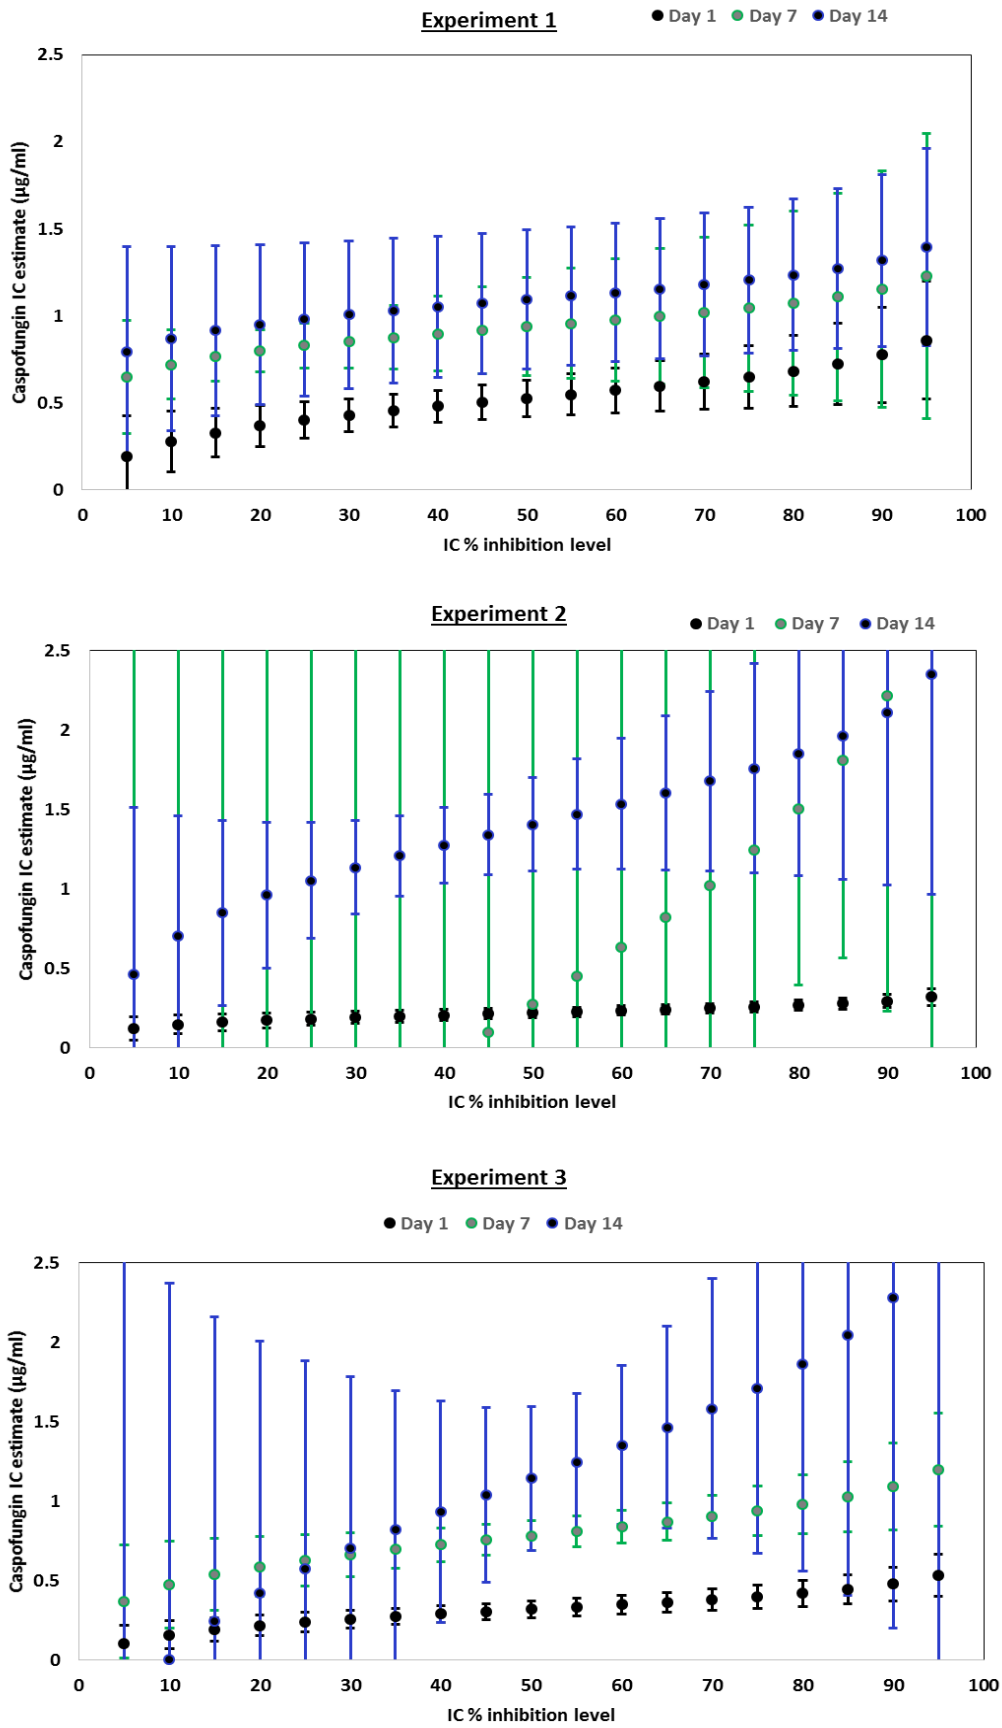 Experiment 1
Day 1 Day 7 Day 14
Caspofungin IC estimate (µg/ml)
2.5
2
1.5
1
0.5
0
0 10 20 30 40 50 60 70 80 90 100
IC % inhibition level
Experiment 2
Day 1 Day 7 Day 14
Caspofungin IC estimate (µg/ml)
2.5
2
1.5
1
0.5
0
0 10 20 30 40 50 60 70 80 90 100
IC % inhibition level
Experiment 3
Day 1 Day 7 Day 14
Caspofungin IC estimate (µg/ml)
2.5
2
1.5
1
0.5
0
0 10 20 30 40 50 60 70 80 90 100
IC % inhibition level